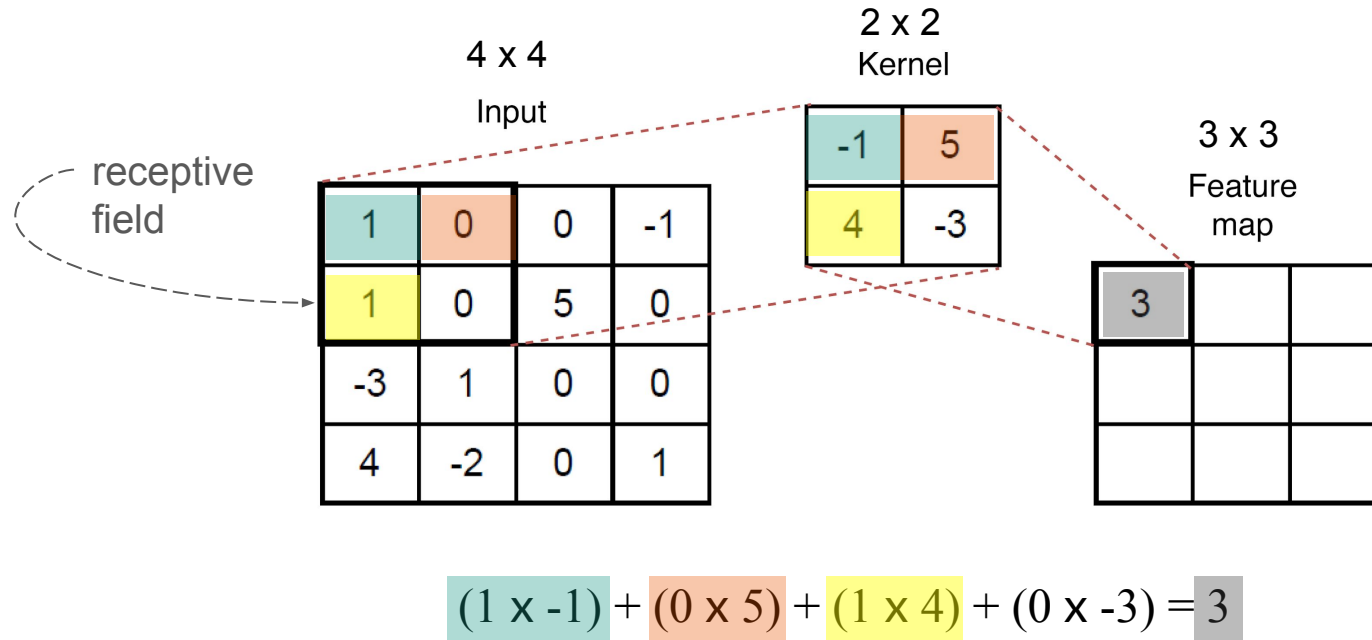 4 x 4
Input
2 x 2
Kernel
3 x 3
Feature
map
receptive
field
1 0 0 -1
1 0 5 0
-3 1 0 0
4 -2 0 1
-1 5
4 -3
3
(1 x -1) + (0 x 5) + (1 x 4) + (0 x -3) = 3